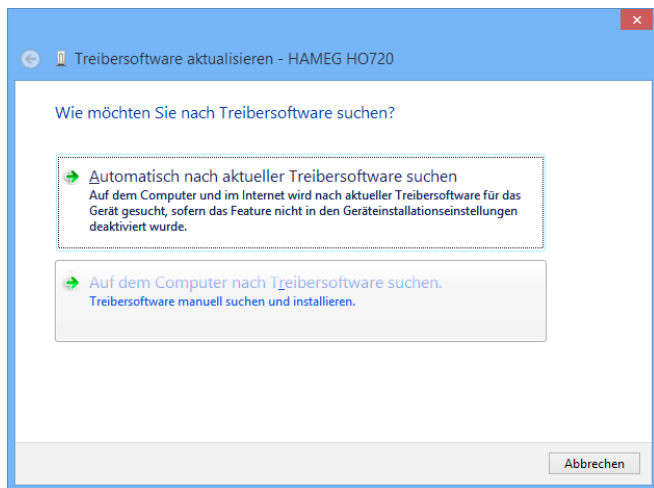 Treibersoftware aktualisieren - HAMEG HO720
Wie möchten Sie nach Treibersoftware suchen?
Automatisch nach aktueller Treibersoftware suchen
Auf dem Computer und im Internet wird nach aktueller Treibersoftware für das
Gerät gesucht, sofern das Feature nicht in den Geräteinstallationseinstellungen
deaktiviert wurde.
Auf dem Computer nach Treibersoftware suchen.
Treibersoftware manuell suchen und installieren.
Abbrechen